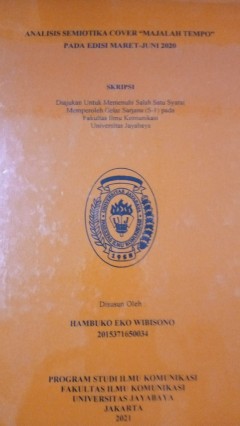 ANALISIS SEMIOTIKA COVER "MAJALAH TEMPO"
PADA EDISI MARET-JUNI 2020
SKRIPSI
Diajukan Untuk Memenuhi Salah Satu Syarat
Memperoleh Gelar Sarjana (S-1) pada
Fakultas Ilmu Komunikasi
Universitas Jayabaya
Disusun Oleh
HAMBUKO EKO WIBISONO
2015371650034
PROGRAM STUDI ILMU KOMUNIKASI
FAKULTAS ILMU KOMUNIKASI
UNIVERSITAS JAYABAYA
JAKARTA
2021